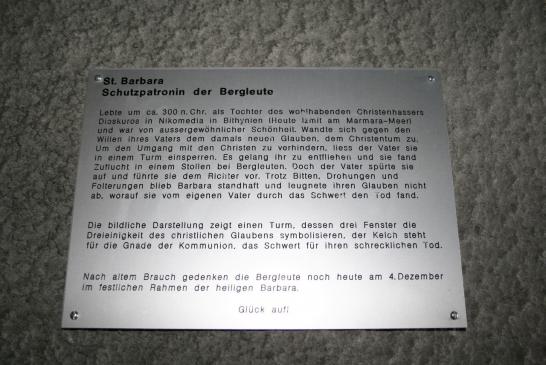 St. Barbara
Schutzpatronin der Bergleute
Lebte um ca. 300 n. Chr. als Tochter des wohlhabenden Christenhassers
Dioskuros in Nikomedia in Bithynien (Heute Izmit am Marmara-Meer)
und war von aussergewöhnlicher Schönheit. Wandte sich gegen den
Willen ihres Vaters dem damals neuen Glauben, dem Christentum zu.
Um den Umgang mit den Christen zu verhindern, liess der Vater sie
in einem Turm einsperren. Es gelang ihr zu entfliehen und sie fand
Zuflucht in einem Stollen bei Bergleuten. Doch der Vater spürte sie
auf und führte sie dem Richter vor. Trotz Bitten, Drohungen und
Folterungen blieb Barbara standhaft und leugnete ihren Glauben nicht
ab, worauf sie vom eigenen Vater durch das Schwert den Tod fand.
Die bildliche Darstellung zeigt einen Turm, dessen drei Fenster die
Dreieinigkeit des christlichen Glaubens symbolisieren, der Kelch steht
für die Gnade der Kommunion, das Schwert für ihren schrecklichen Tod.
Nach altem Brauch gedenken die Bergleute noch heute am 4. Dezember
im festlichen Rahmen der heiligen Barbara.
Glück auf!